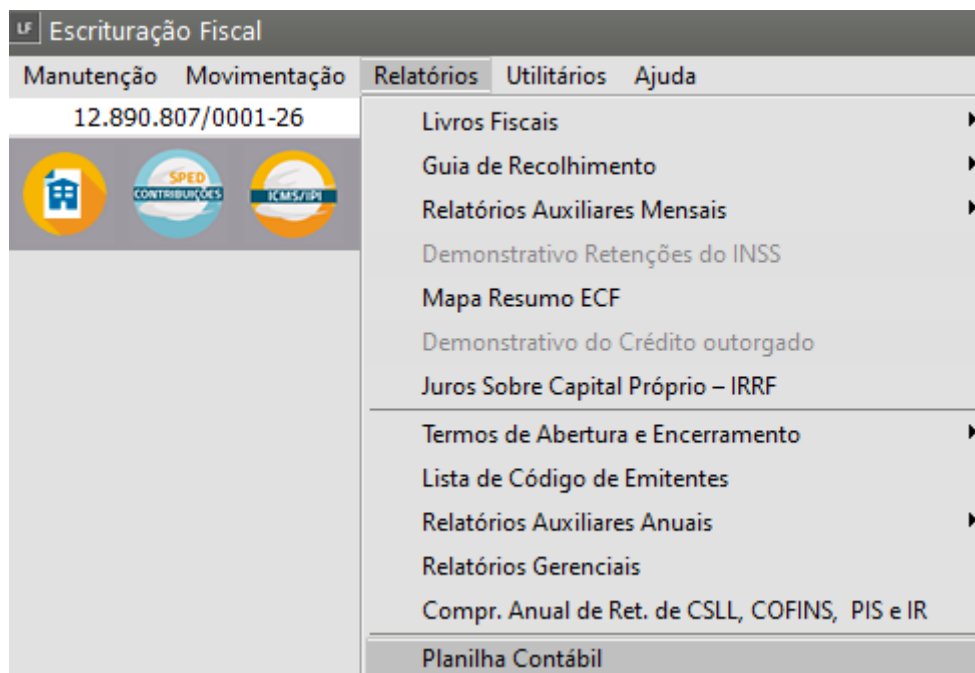 LF Escrituração Fiscal
Manutenção Movimentação Relatórios Utilitários Ajuda
12.890.807/0001-26
SPED
CONTRIBUIÇÕES
ICMS/IPI
Livros Fiscais
Guia de Recolhimento
Relatórios Auxiliares Mensais
Demonstrativo Retenções do INSS
Mapa Resumo ECF
Demonstrativo do Crédito outorgado
Juros Sobre Capital Próprio – IRRF
Termos de Abertura e Encerramento
Lista de Código de Emitentes
Relatórios Auxiliares Anuais
Relatórios Gerenciais
Compr. Anual de Ret. de CSLL, COFINS, PIS e IR
Planilha Contábil